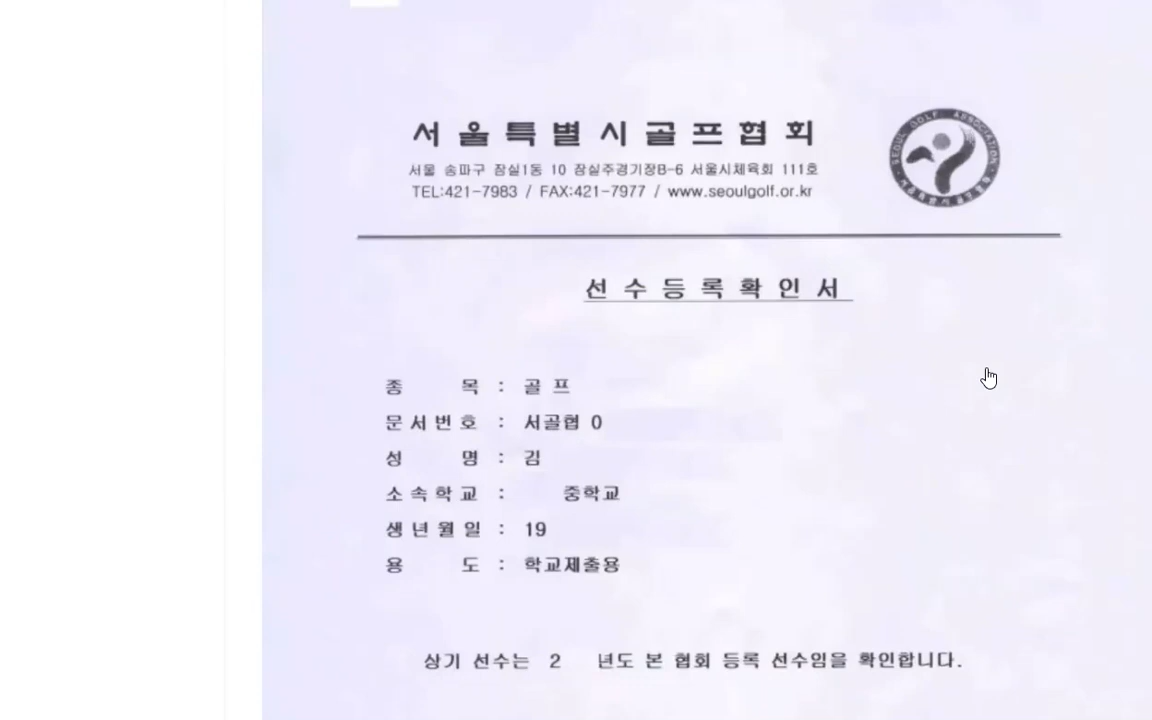 서울특별시골프협회
서울 송파구 잠실1동 10 잠실주경기장B-6 서울시체육회 111호
TEL:421-7983 / FAX:421-7977 / www.seoulgolf.or.kr
SEOUL GOLF ASSOCIATION
선수등록확인서
종 목 : 골프
문서번호 : 서골협 0
성 명 : 김
소속학교 : 중학교
생년월일 : 19
용 도 : 학교제출용
상기 선수는 2 년도 본 협회 등록 선수임을 확인합니다.